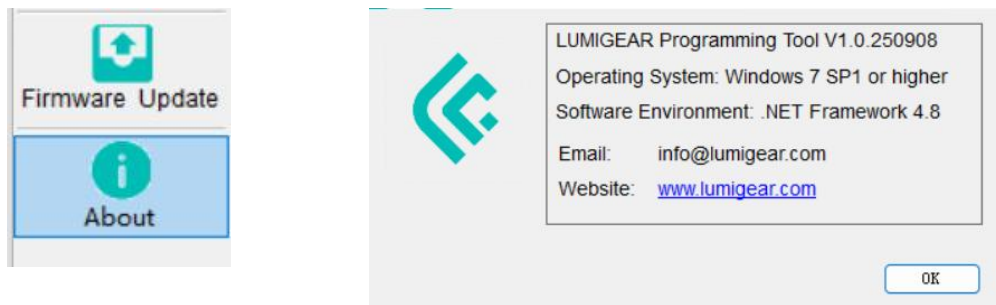 Firmware Update
About
LUMIGEAR Programming Tool V1.0.250908
Operating System: Windows 7 SP1 or higher
Software Environment: .NET Framework 4.8
Email: info@lumigear.com
Website: www.lumigear.com
OK